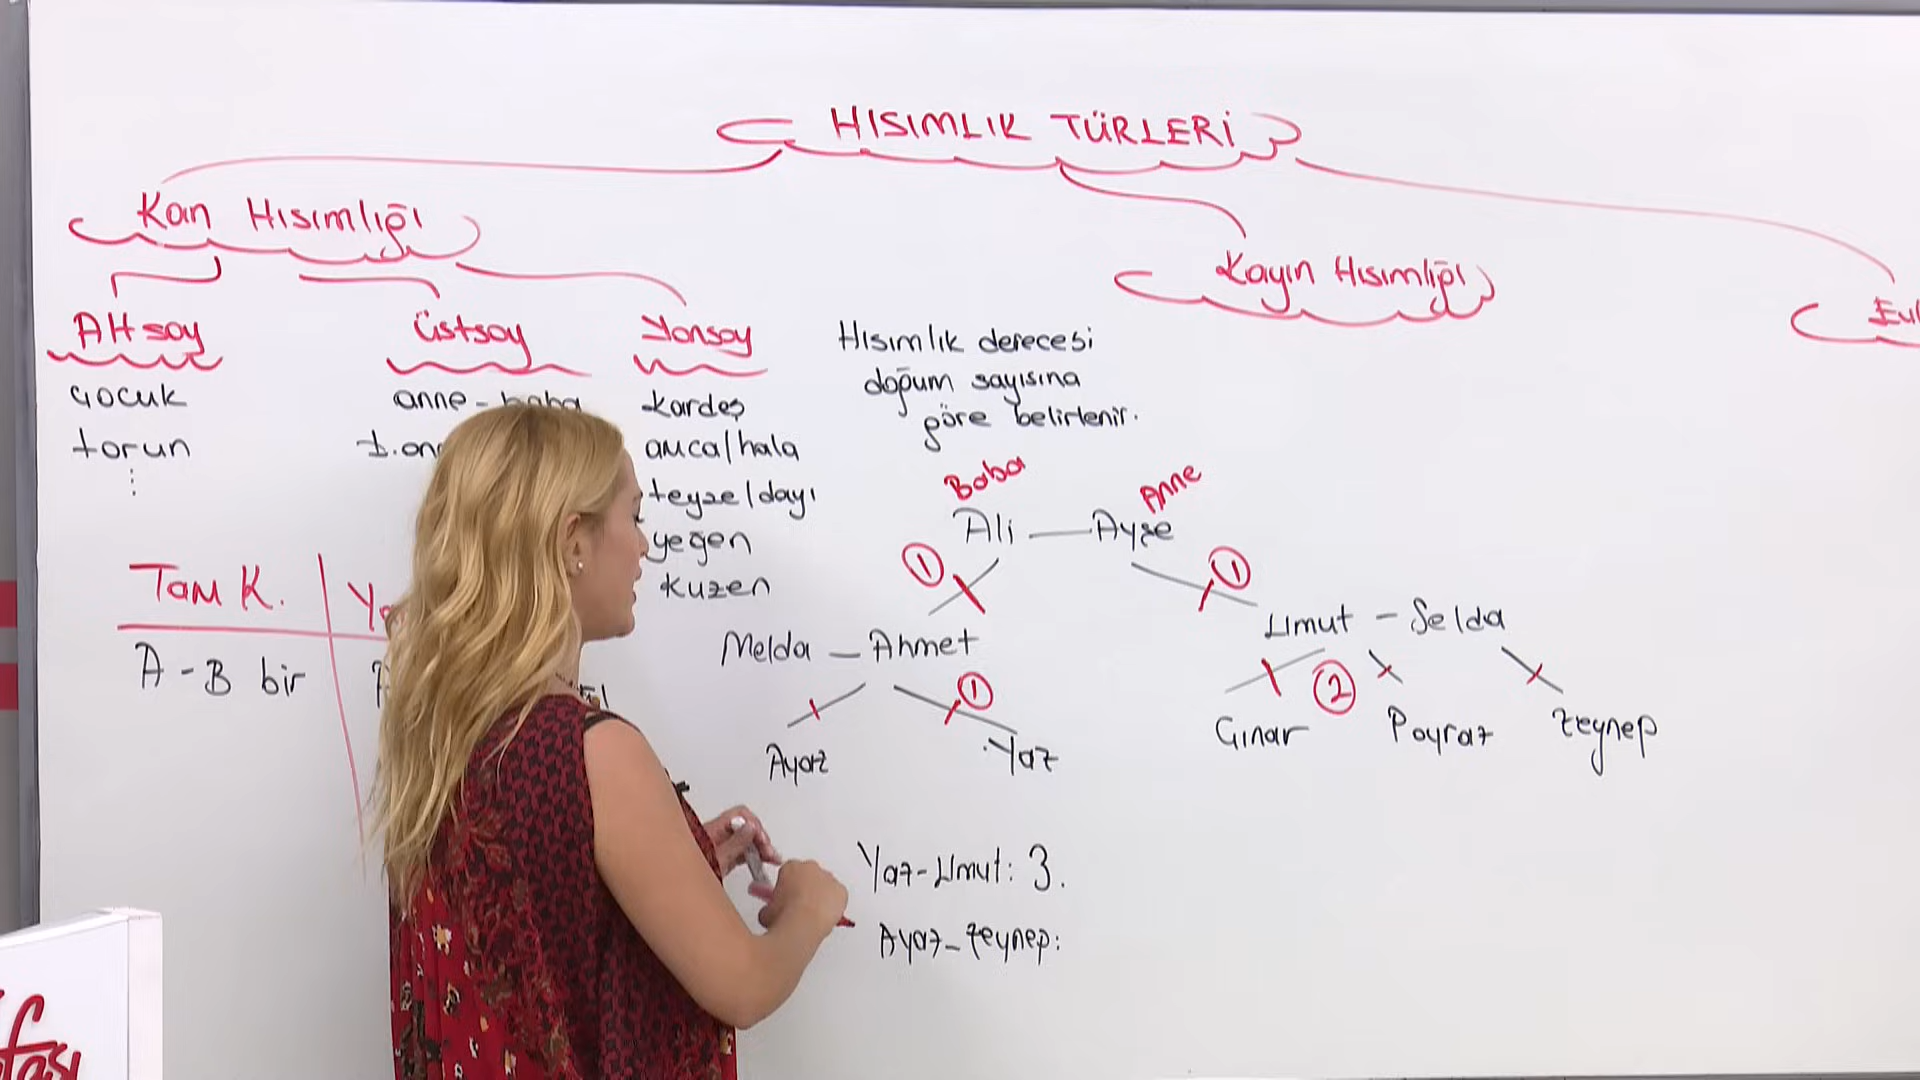 HISIMLIK TÜRLERİ
Kan Hısımlığı
Kayın Hısımlığı
Altsoy
Üstsoy
Yansoy
çocuk
torun
anne - baba
kardeş
amca/hala
teyze/dayı
yeğen
kuzen
Hısımlık derecesi
doğum sayısına
göre belirlenir.
Tam K.
A - B bir
Baba
Anne
Ali — Ayşe
1
1
Melda — Ahmet
Umut - Selda
1
2
Ayaz
Yaz
Çınar
Poyraz
Zeynep
Yaz - Umut: 3.
Ayaz - Zeynep: